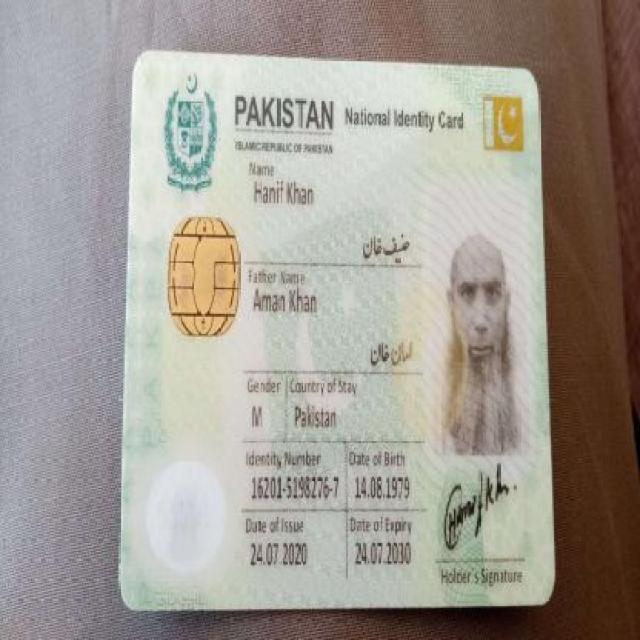 PAKISTAN National Identity Card
ISLAMIC REPUBLIC OF PAKISTAN
Name
Hanif Khan
حنیف خان
Father Name
Aman Khan
امان خان
Gender Country of Stay
M Pakistan
Identity Number Date of Birth
16201-5198276-7 14.08.1979
Date of Issue Date of Expiry
24.07.2020 24.07.2030
Holder's Signature